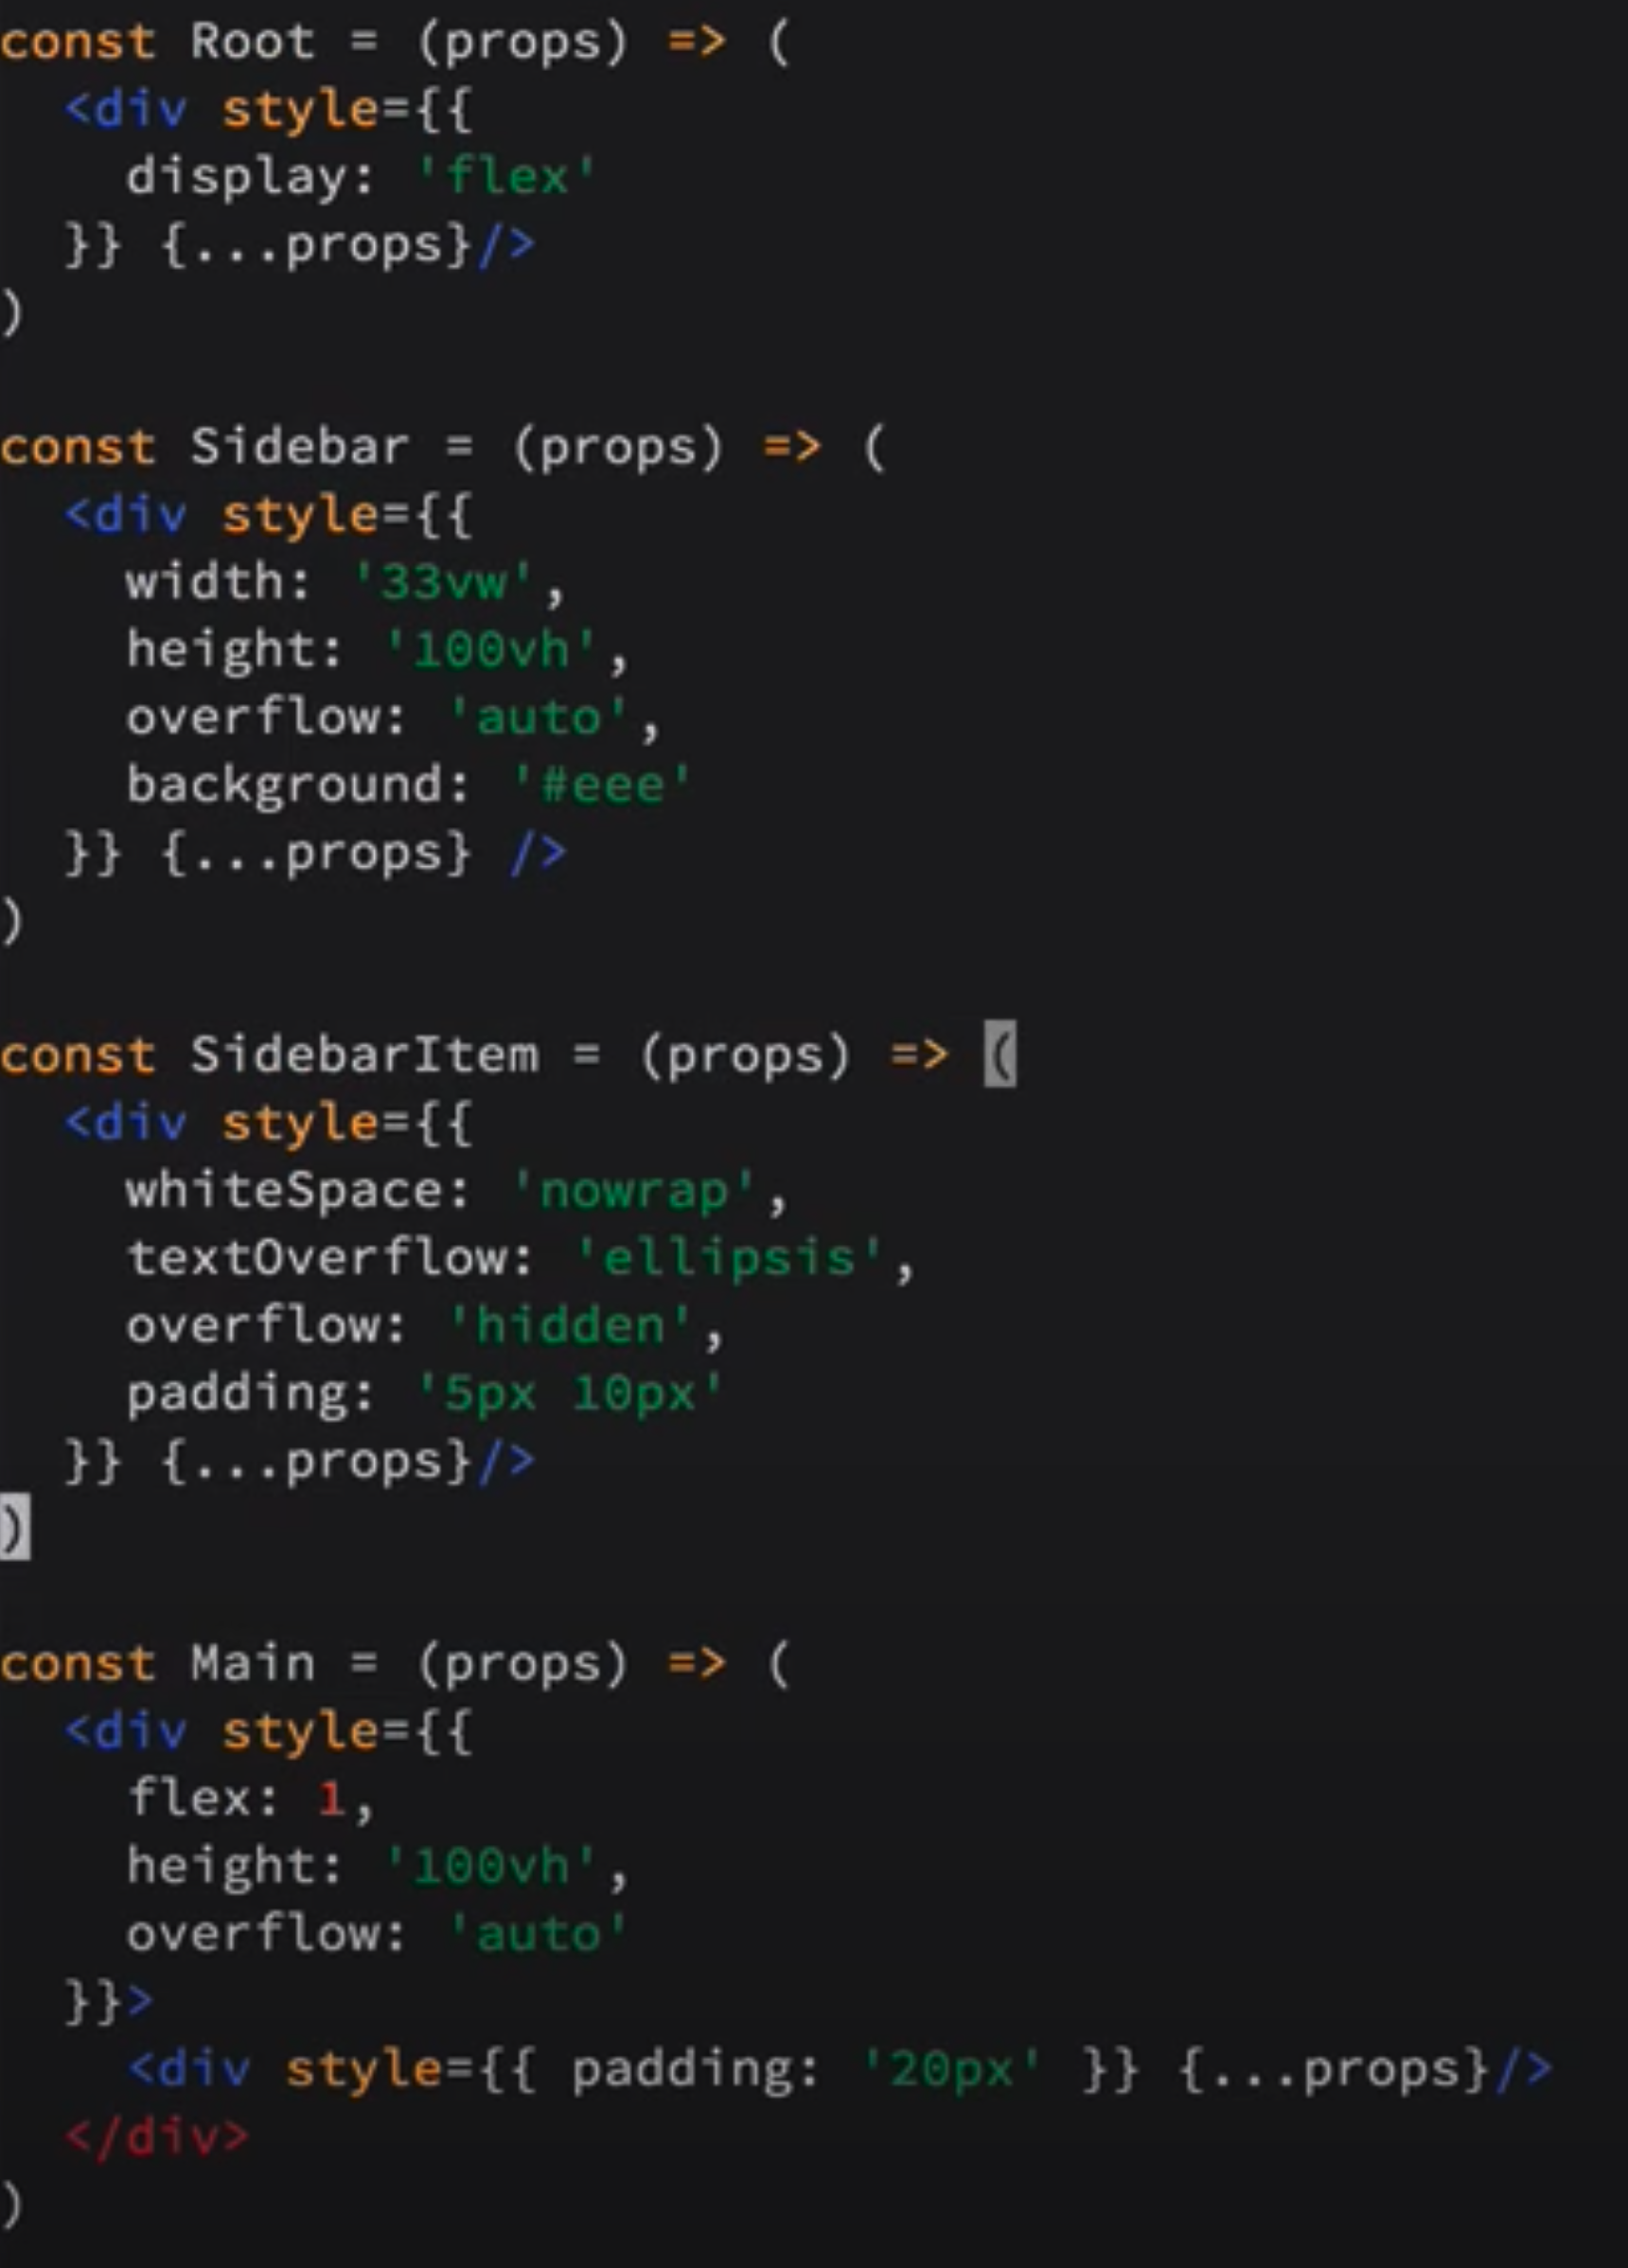 const Root = (props) => (
  <div style={{
    display: 'flex'
  }} {...props}/>
)

const Sidebar = (props) => (
  <div style={{
    width: '33vw',
    height: '100vh',
    overflow: 'auto',
    background: '#eee'
  }} {...props} />
)

const SidebarItem = (props) => (
  <div style={{
    whiteSpace: 'nowrap',
    textOverflow: 'ellipsis',
    overflow: 'hidden',
    padding: '5px 10px'
  }} {...props}/>
)

const Main = (props) => (
  <div style={{
    flex: 1,
    height: '100vh',
    overflow: 'auto'
  }}>
    <div style={{ padding: '20px' }} {...props}/>
  </div>
)